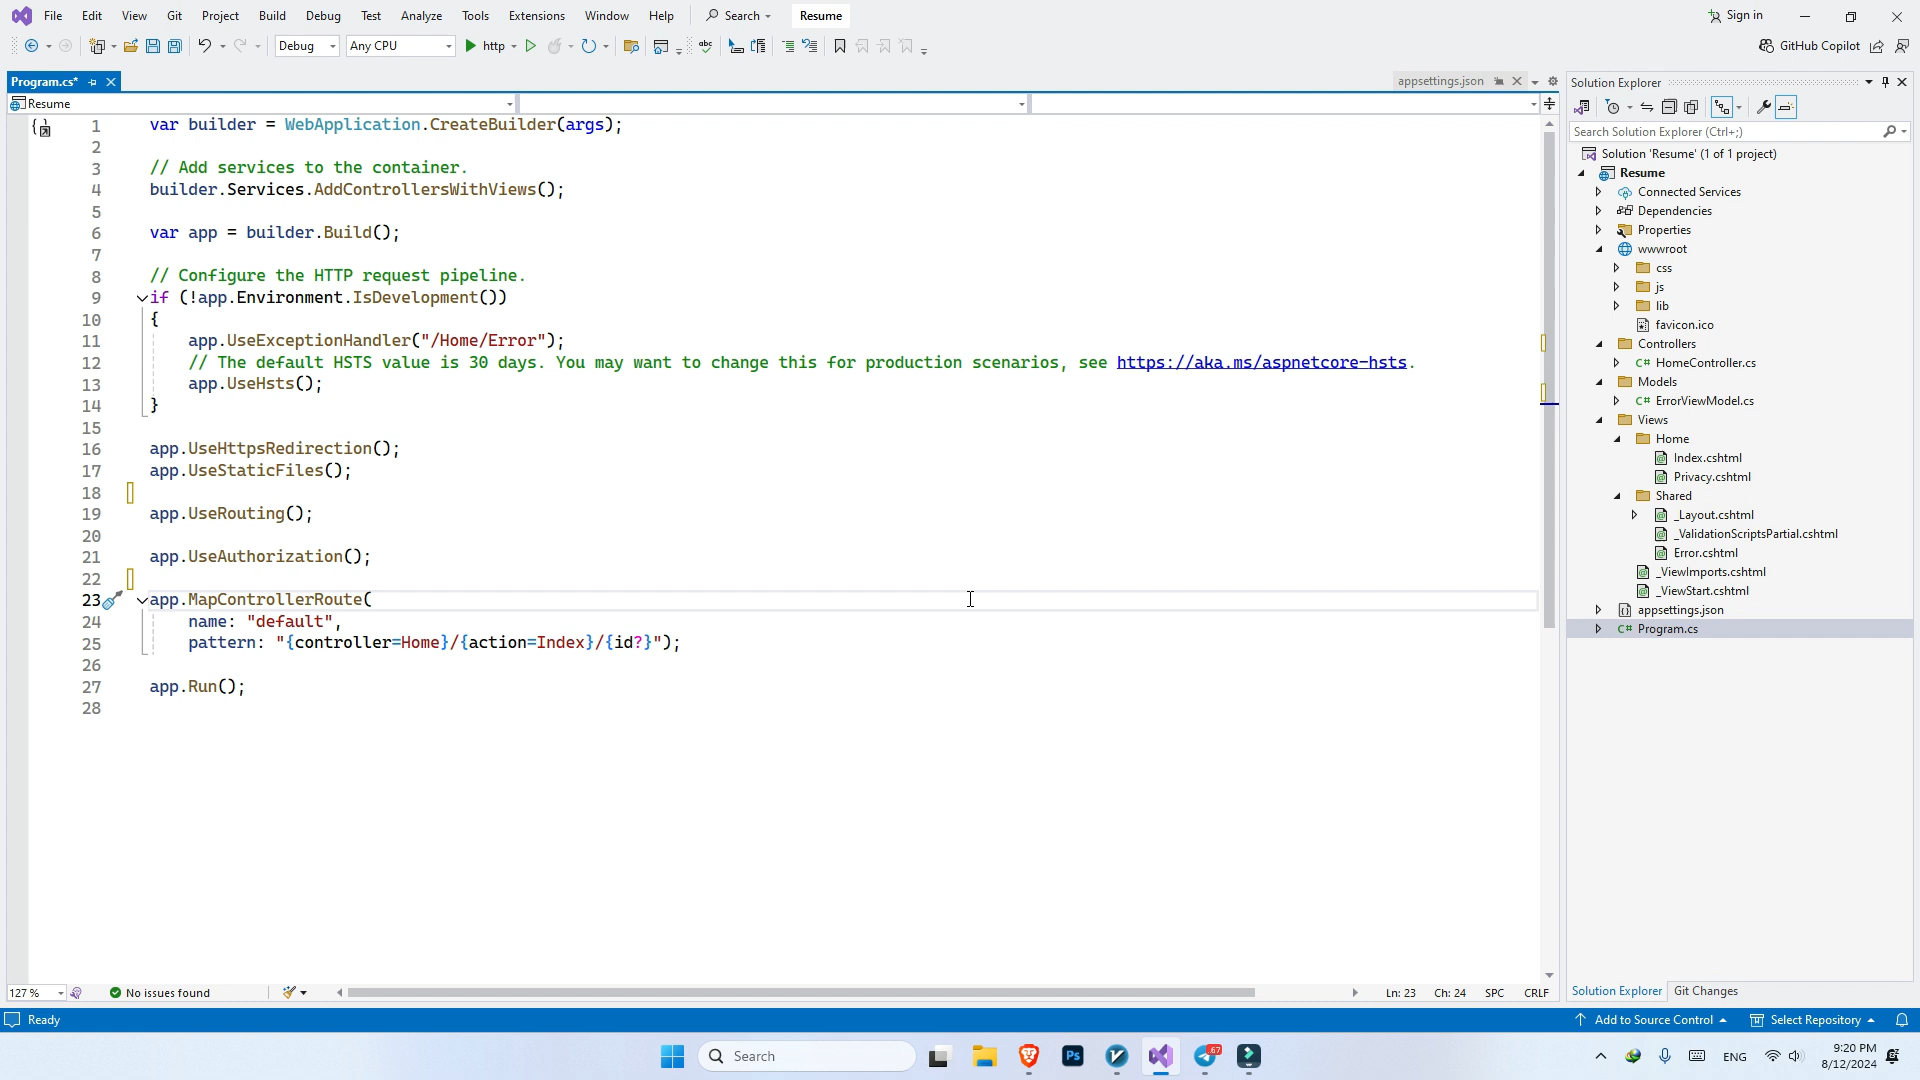 File Edit View Git Project Build Debug Test Analyze Tools Extensions Window Help Search Resume Sign in
Debug Any CPU http GitHub Copilot
Program.cs* appsettings.json
Resume
1 var builder = WebApplication.CreateBuilder(args);
2
3 // Add services to the container.
4 builder.Services.AddControllersWithViews();
5
6 var app = builder.Build();
7
8 // Configure the HTTP request pipeline.
9 if (!app.Environment.IsDevelopment())
10 {
11 app.UseExceptionHandler("/Home/Error");
12 // The default HSTS value is 30 days. You may want to change this for production scenarios, see https://aka.ms/aspnetcore-hsts.
13 app.UseHsts();
14 }
15
16 app.UseHttpsRedirection();
17 app.UseStaticFiles();
18
19 app.UseRouting();
20
21 app.UseAuthorization();
22
23 app.MapControllerRoute(
24 name: "default",
25 pattern: "{controller=Home}/{action=Index}/{id?}");
26
27 app.Run();
28
127 % No issues found Ln: 23 Ch: 24 SPC CRLF
Solution Explorer
Search Solution Explorer (Ctrl+;)
Solution 'Resume' (1 of 1 project)
Resume
Connected Services
Dependencies
Properties
wwwroot
css
js
lib
favicon.ico
Controllers
C# HomeController.cs
Models
C# ErrorViewModel.cs
Views
Home
Index.cshtml
Privacy.cshtml
Shared
_Layout.cshtml
_ValidationScriptsPartial.cshtml
Error.cshtml
_ViewImports.cshtml
_ViewStart.cshtml
appsettings.json
C# Program.cs
Solution Explorer Git Changes
Ready Add to Source Control Select Repository
Search Ps 67 ENG 9:20 PM
8/12/2024